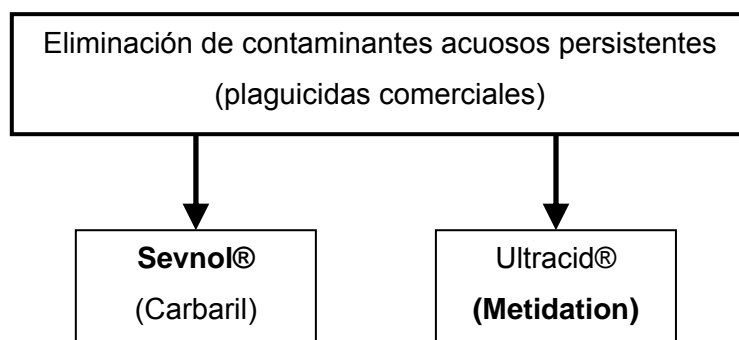 Eliminación de contaminantes acuosos persistentes
(plaguicidas comerciales)
Sevnol®
(Carbaril)
Ultracid®
(Metidation)